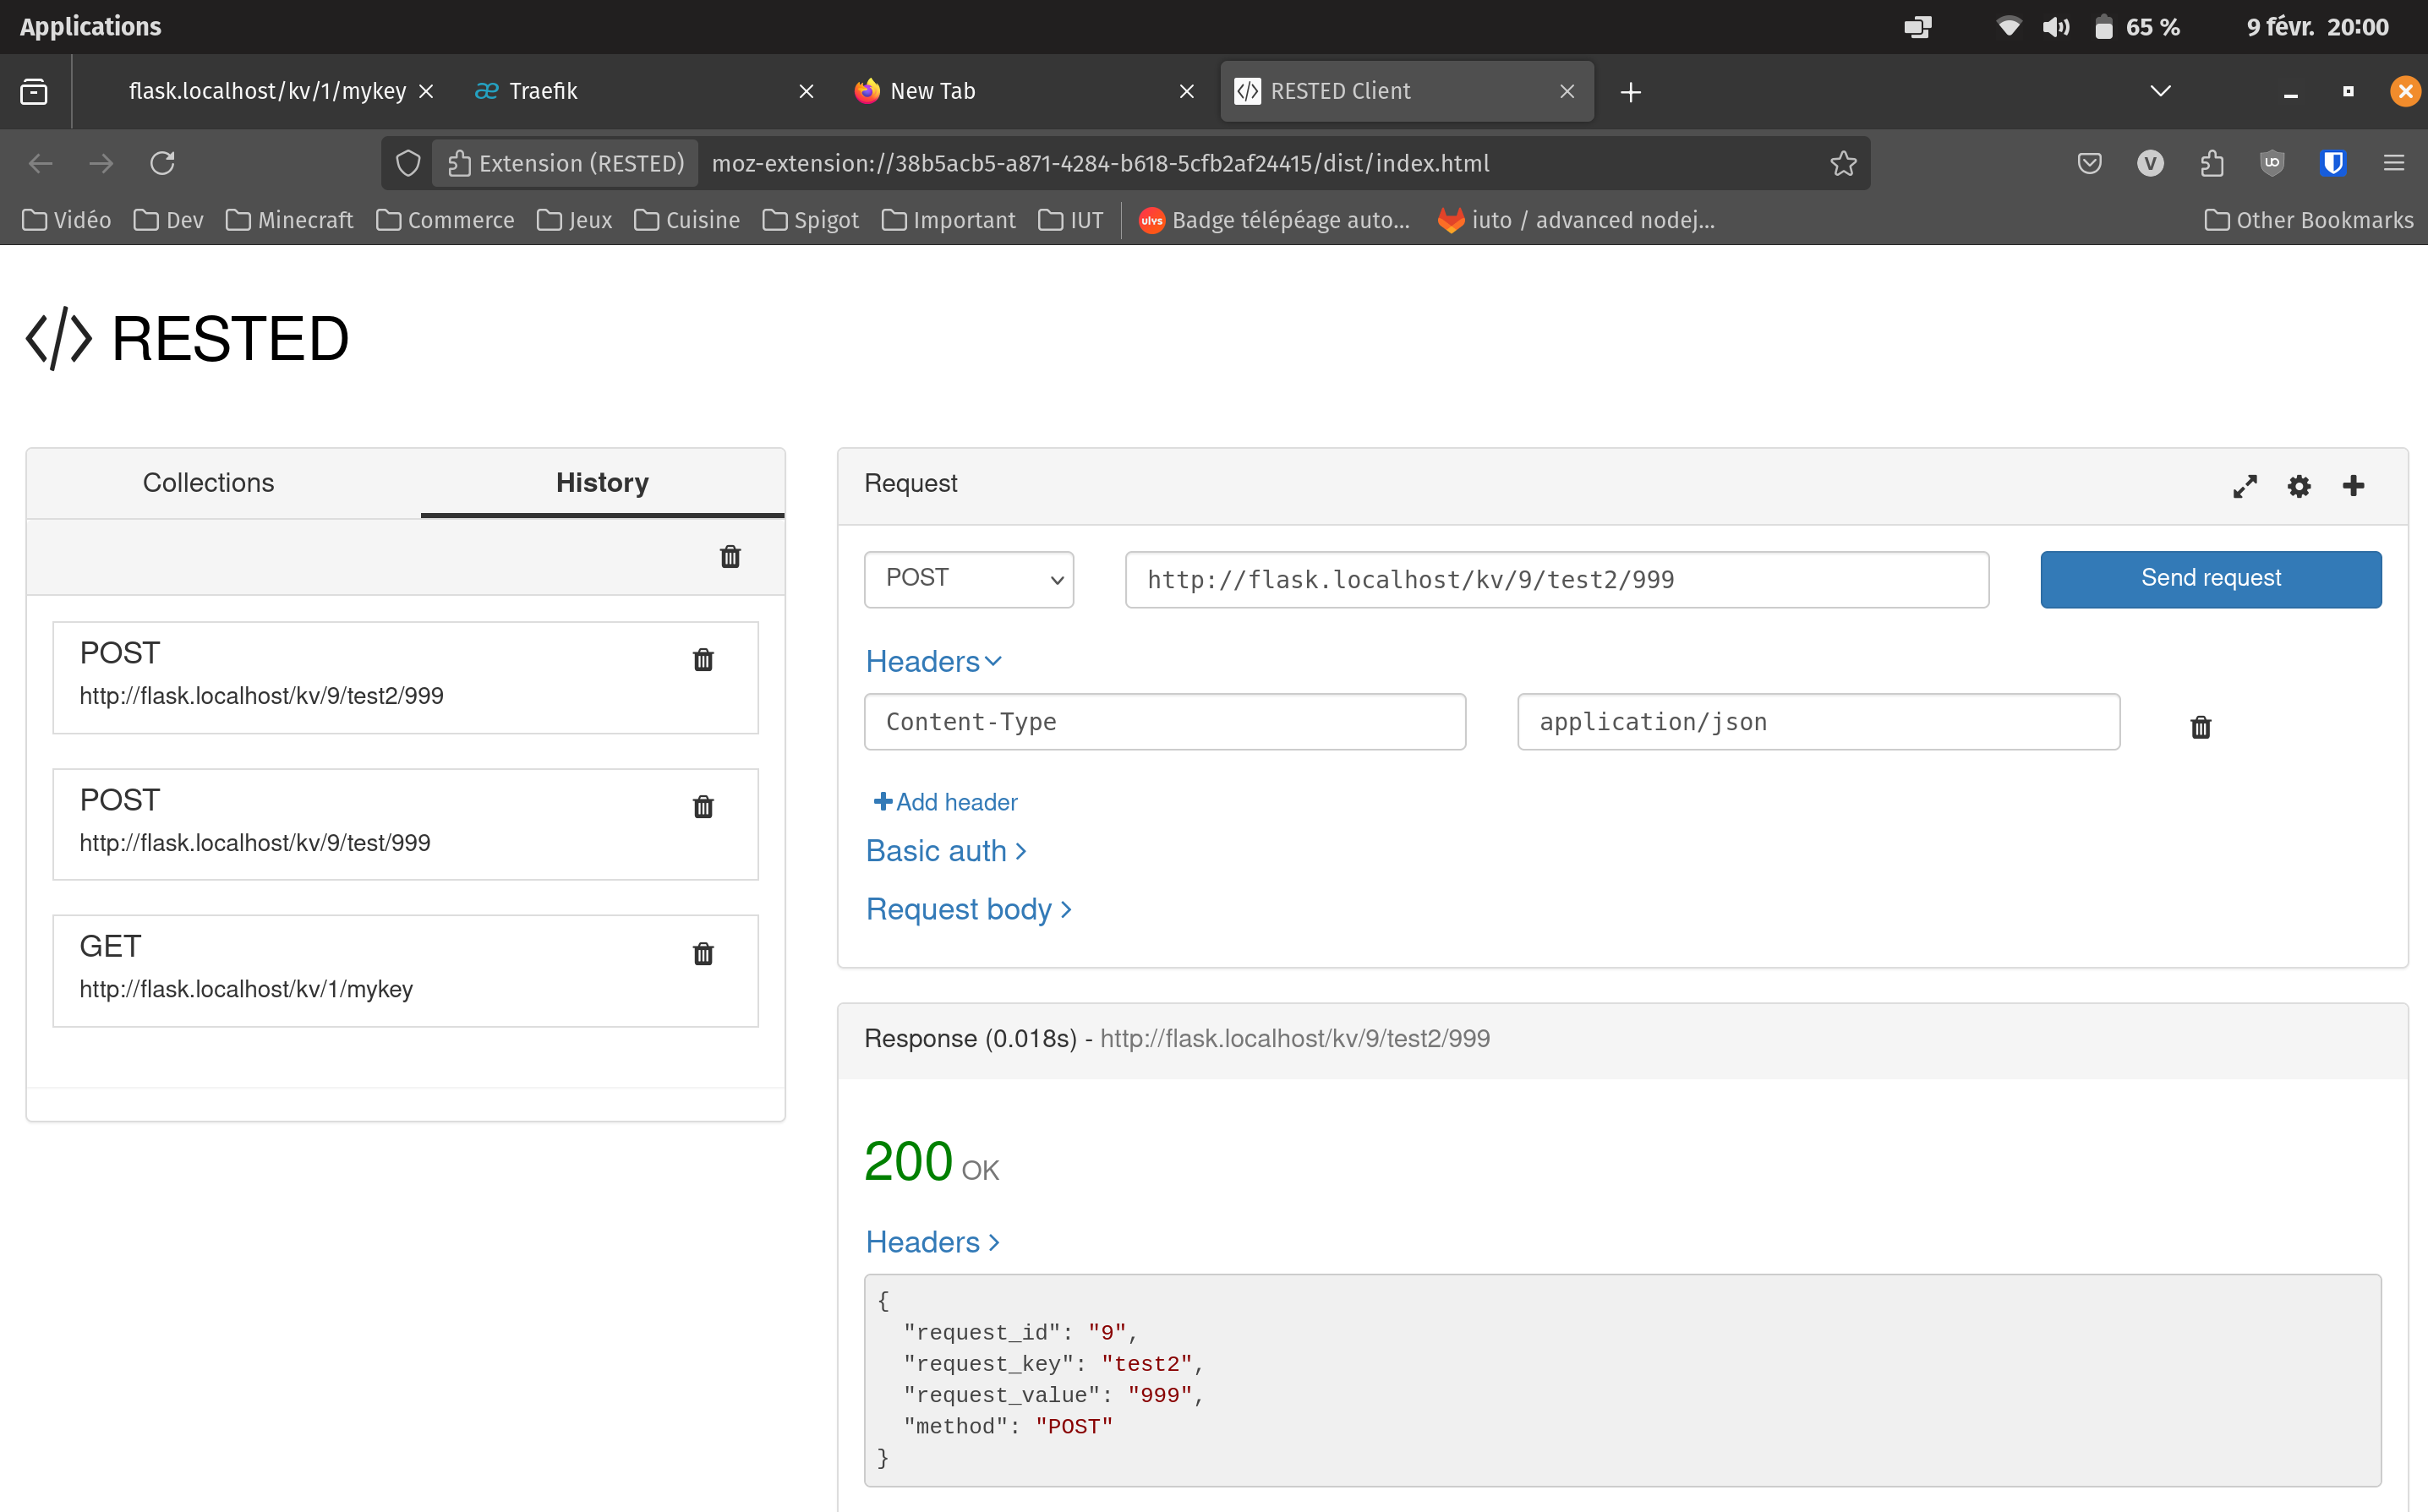 Applications
65 %
9 févr. 20:00
flask.localhost/kv/1/mykey
Traefik
New Tab
RESTED Client
Extension (RESTED)
moz-extension://38b5acb5-a871-4284-b618-5cfb2af24415/dist/index.html
Vidéo
Dev
Minecraft
Commerce
Jeux
Cuisine
Spigot
Important
IUT
ulys
Badge télépéage auto...
iuto / advanced nodej...
Other Bookmarks
</> RESTED
Collections
History
POST
http://flask.localhost/kv/9/test2/999
POST
http://flask.localhost/kv/9/test/999
GET
http://flask.localhost/kv/1/mykey
Request
POST
http://flask.localhost/kv/9/test2/999
Send request
Headers
Content-Type
application/json
Add header
Basic auth
Request body
Response (0.018s) - http://flask.localhost/kv/9/test2/999
200 OK
Headers
{
"request_id": "9",
"request_key": "test2",
"request_value": "999",
"method": "POST"
}